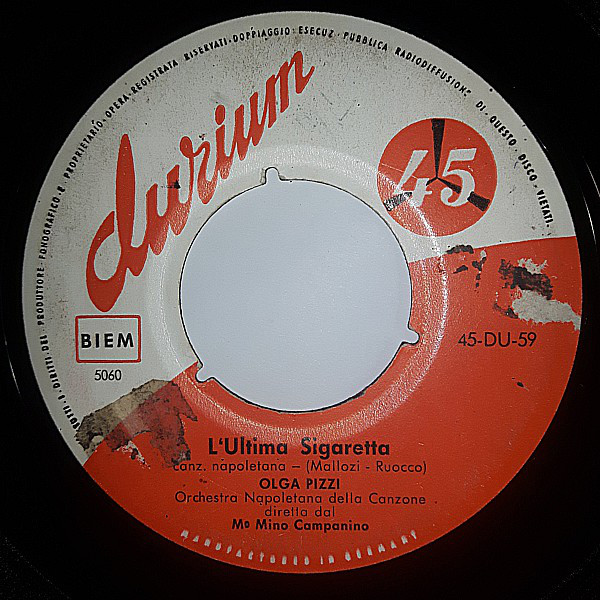 TUTTI · I · DIRITTI · DEL · PRODUTTORE · FONOGRAFICO · E · PROPRIETARIO · OPERA · REGISTRATA · RISERVATI · DOPPIAGGIO · ESECUZ · PUBBLICA · RADIODIFFUSIONE · DI · QUESTO · DISCO · VIETATI
durium
45
BIEM
5060
45-DU-59
L'Ultima Sigaretta
canz. napoletana – (Mallozi - Ruocco)
OLGA PIZZI
Orchestra Napoletana della Canzone
diretta dal
Mº Mino Campanino
MANUFACTURED IN GERMANY